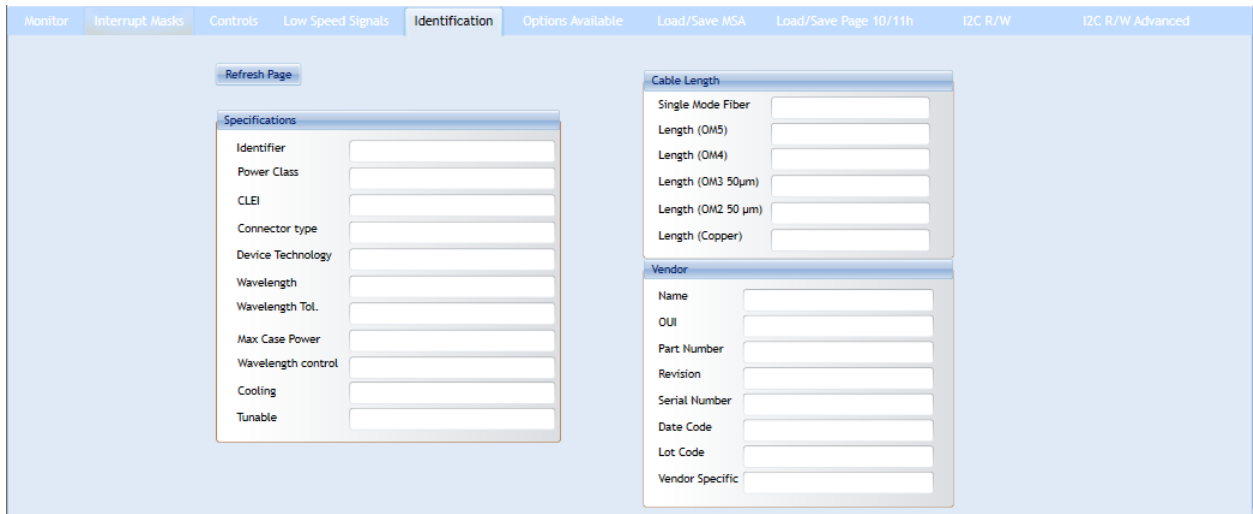 Monitor Interrupt Masks Controls Low Speed Signals Identification Options Available Load/Save MSA Load/Save Page 10/11h I2C R/W I2C R/W Advanced
Refresh Page
Specifications
Identifier
Power Class
CLEI
Connector type
Device Technology
Wavelength
Wavelength Tol.
Max Case Power
Wavelength control
Cooling
Tunable
Cable Length
Single Mode Fiber
Length (OM5)
Length (OM4)
Length (OM3 50µm)
Length (OM2 50 µm)
Length (Copper)
Vendor
Name
OUI
Part Number
Revision
Serial Number
Date Code
Lot Code
Vendor Specific